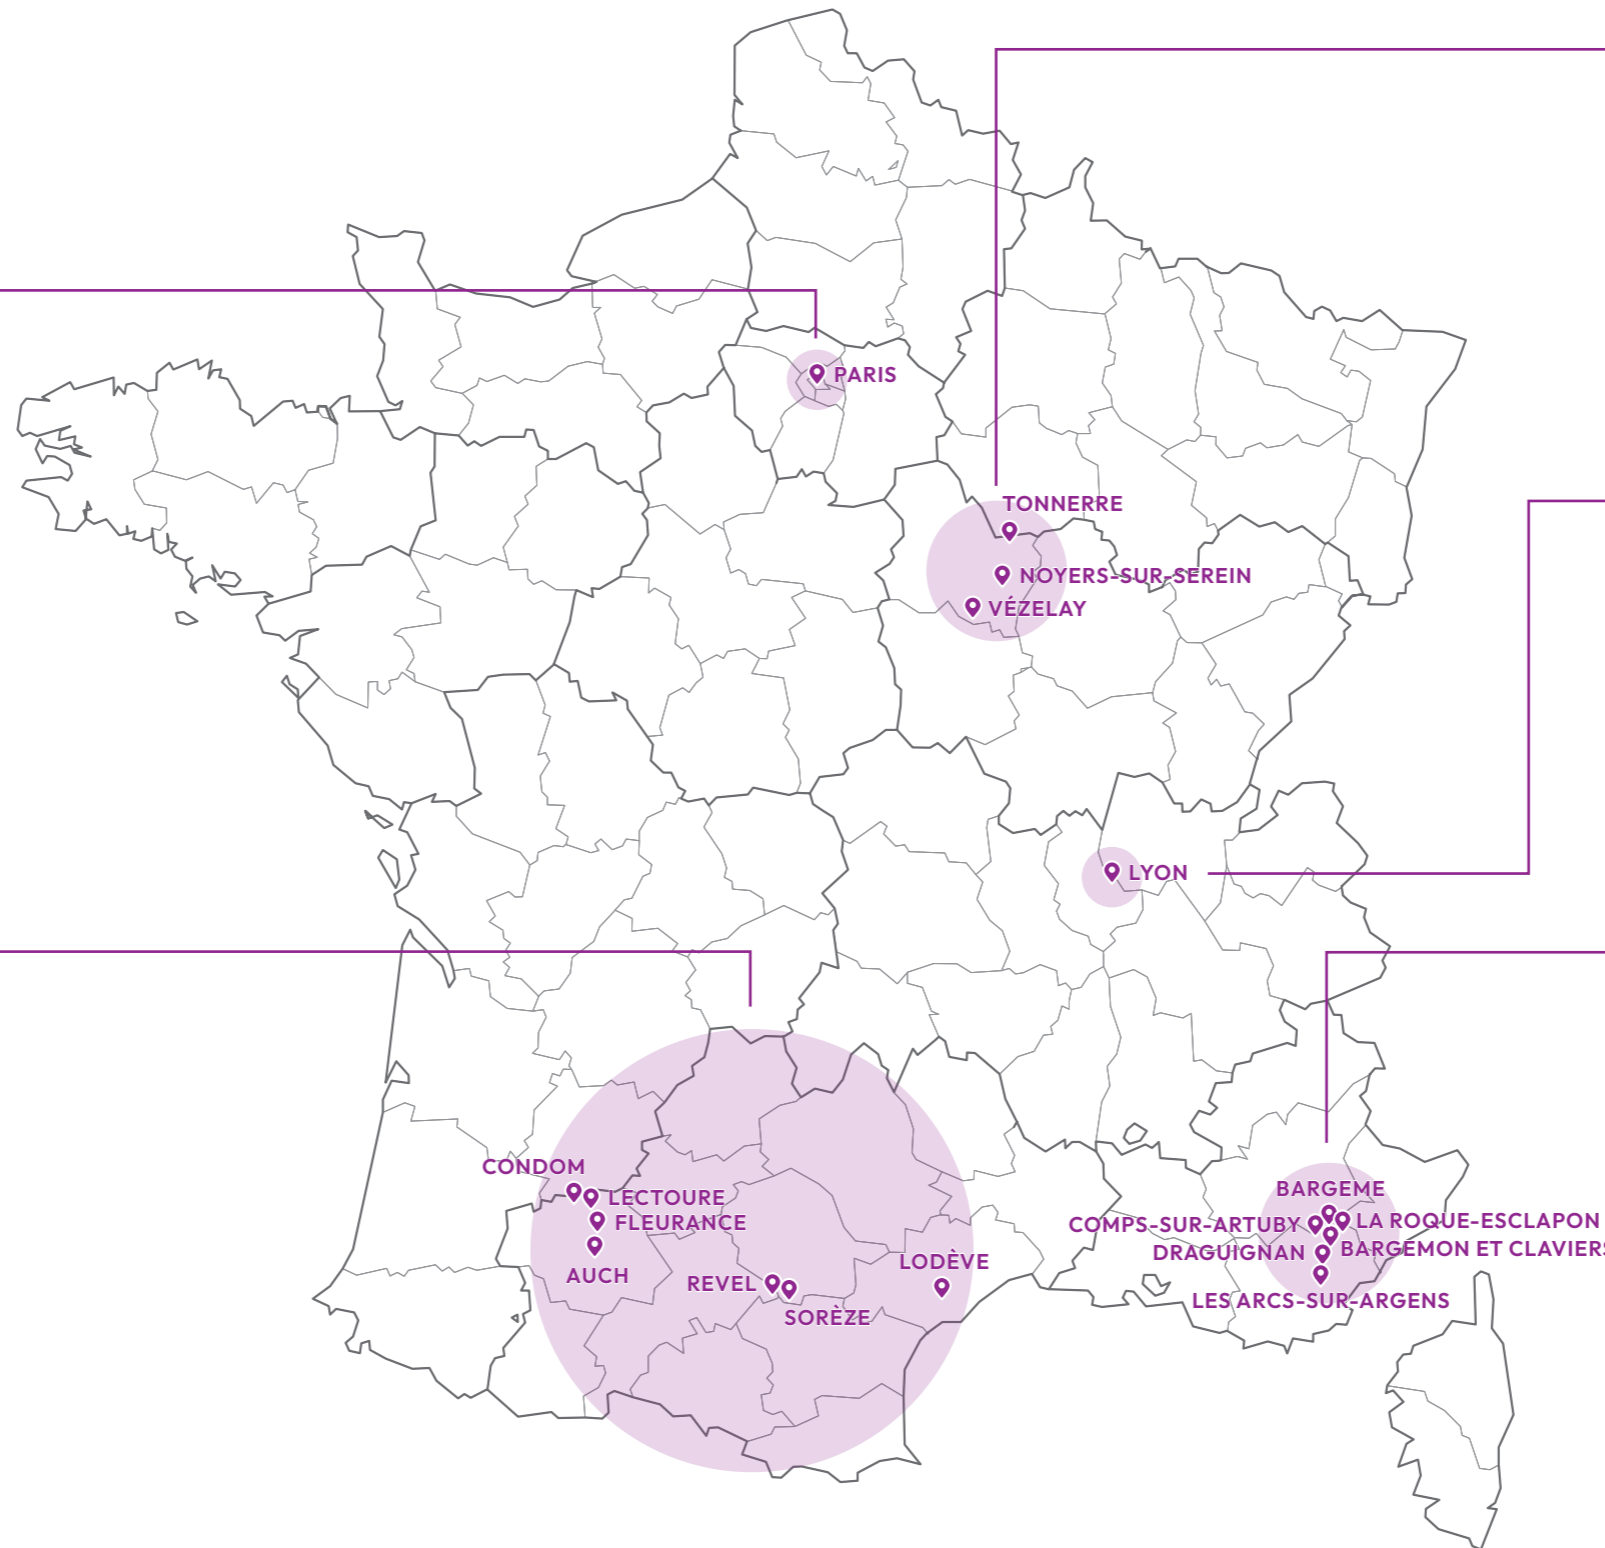 PARIS
TONNERRE
NOYERS-SUR-SEREIN
VÉZELAY
LYON
CONDOM
LECTOURE
FLEURANCE
AUCH
REVEL
SORÈZE
LODÈVE
BARGEME
COMPS-SUR-ARTUBY
LA ROQUE-ESCLAPON
DRAGUIGNAN
BARGEMON ET CLAVIERS
LES ARCS-SUR-ARGENS